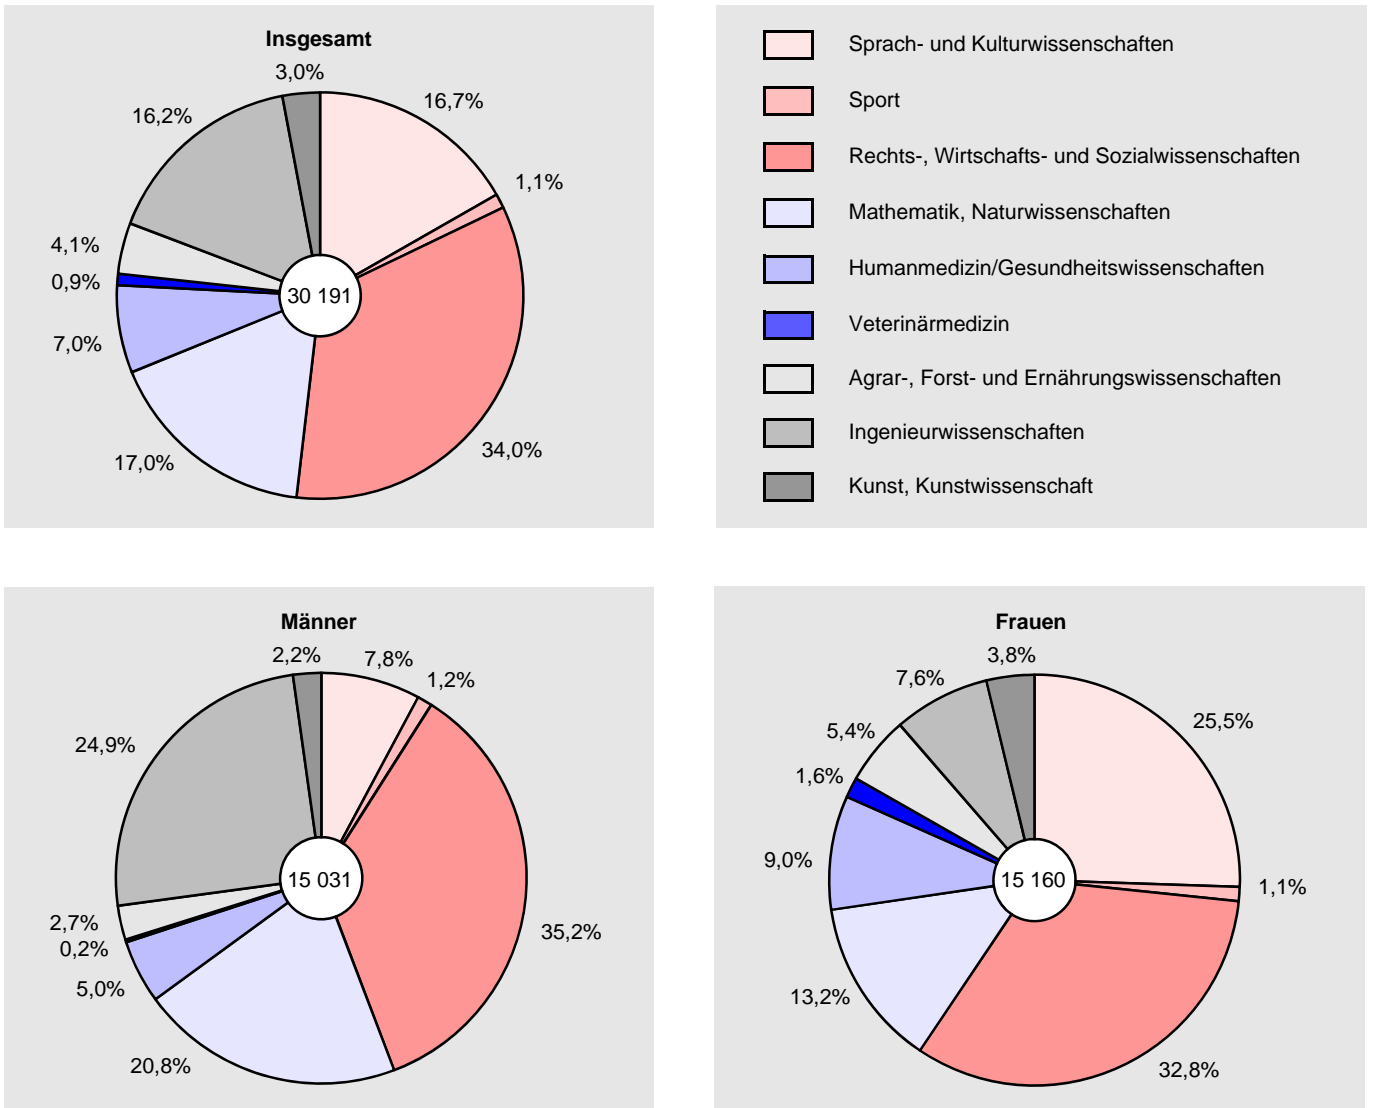 Insgesamt
3,0%
16,7%
16,2%
1,1%
4,1%
0,9%
30 191
7,0%
34,0%
17,0%
Sprach- und Kulturwissenschaften
Sport
Rechts-, Wirtschafts- und Sozialwissenschaften
Mathematik, Naturwissenschaften
Humanmedizin/Gesundheitswissenschaften
Veterinärmedizin
Agrar-, Forst- und Ernährungswissenschaften
Ingenieurwissenschaften
Kunst, Kunstwissenschaft
Männer
2,2%
7,8%
1,2%
24,9%
15 031
2,7%
0,2%
35,2%
5,0%
20,8%
Frauen
3,8%
7,6%
25,5%
5,4%
1,6%
9,0%
15 160
1,1%
13,2%
32,8%